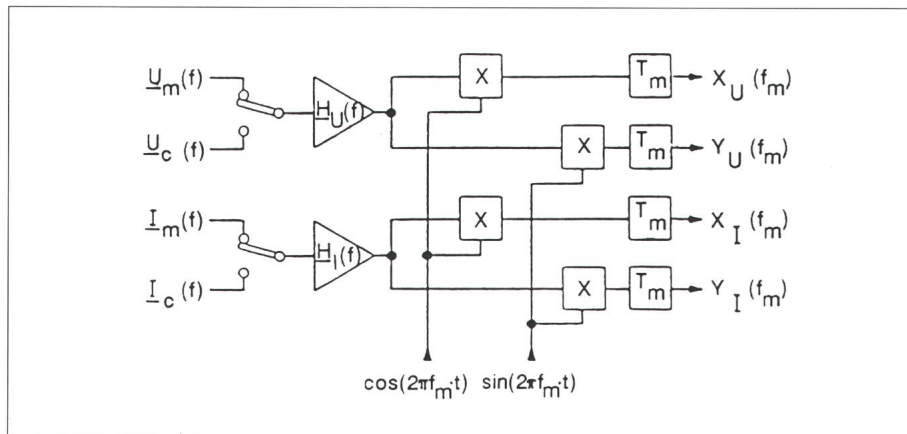 U_m(f)
H_U(f)
X
T_m
X_U(f_m)
U_c(f)
X
T_m
Y_U(f_m)
I_m(f)
H_I(f)
X
T_m
X_I(f_m)
I_c(f)
X
T_m
Y_I(f_m)
cos(2πf_m·t) sin(2πf_m·t)